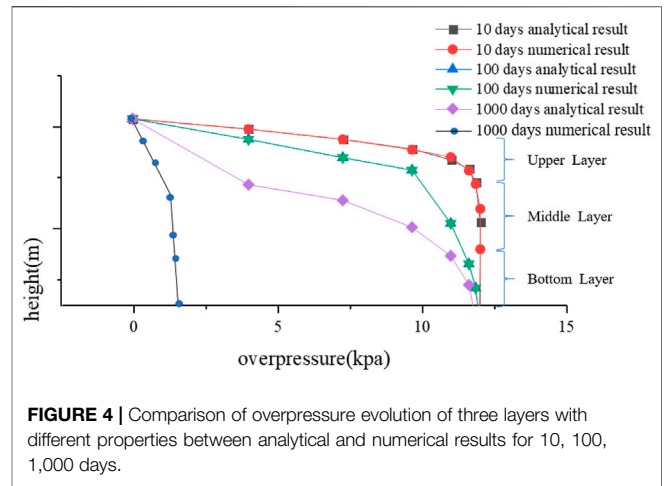 10 days analytical result
10 days numerical result
100 days analytical result
100 days numerical result
1000 days analytical result
1000 days numerical result
Upper Layer
Middle Layer
Bottom Layer
height(m)
0
5
10
15
overpressure(kpa)
FIGURE 4 | Comparison of overpressure evolution of three layers with
different properties between analytical and numerical results for 10, 100,
1,000 days.